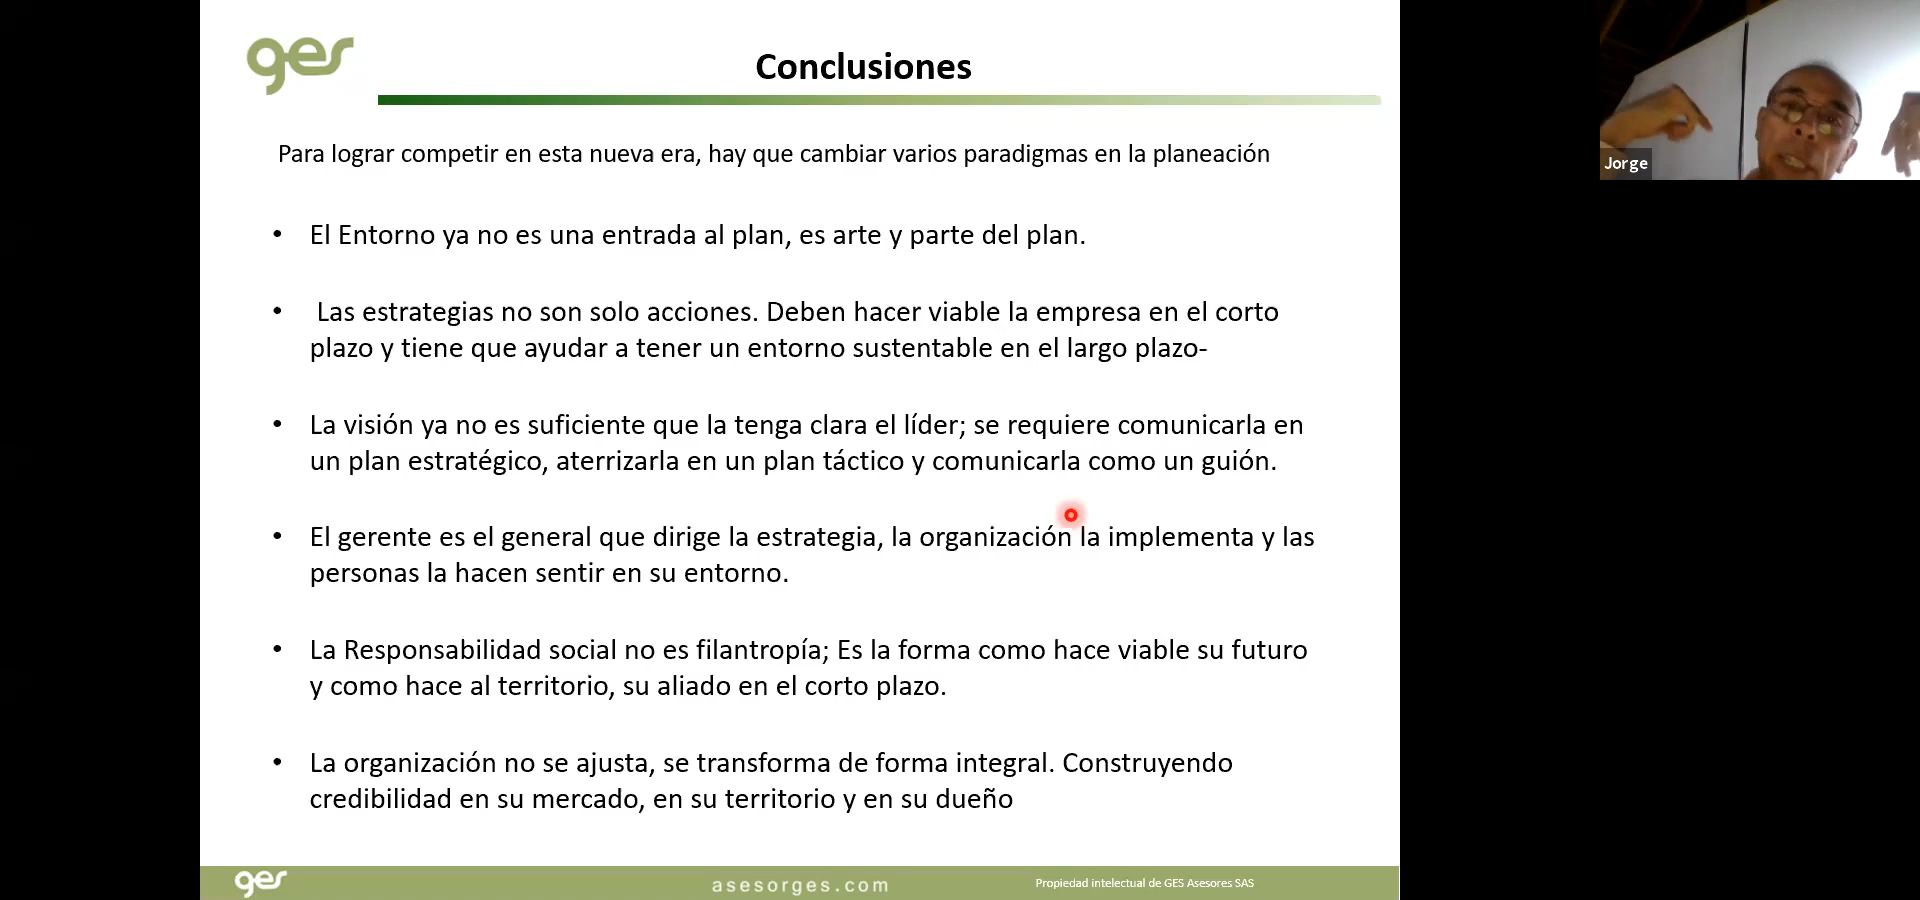 ges
Conclusiones
Jorge
Para lograr competir en esta nueva era, hay que cambiar varios paradigmas en la planeación
• El Entorno ya no es una entrada al plan, es arte y parte del plan.
• Las estrategias no son solo acciones. Deben hacer viable la empresa en el corto
plazo y tiene que ayudar a tener un entorno sustentable en el largo plazo-
• La visión ya no es suficiente que la tenga clara el líder; se requiere comunicarla en
un plan estratégico, aterrizarla en un plan táctico y comunicarla como un guión.
• El gerente es el general que dirige la estrategia, la organización la implementa y las
personas la hacen sentir en su entorno.
• La Responsabilidad social no es filantropía; Es la forma como hace viable su futuro
y como hace al territorio, su aliado en el corto plazo.
• La organización no se ajusta, se transforma de forma integral. Construyendo
credibilidad en su mercado, en su territorio y en su dueño
ges
asesorges.com
Propiedad intelectual de GES Asesores SAS